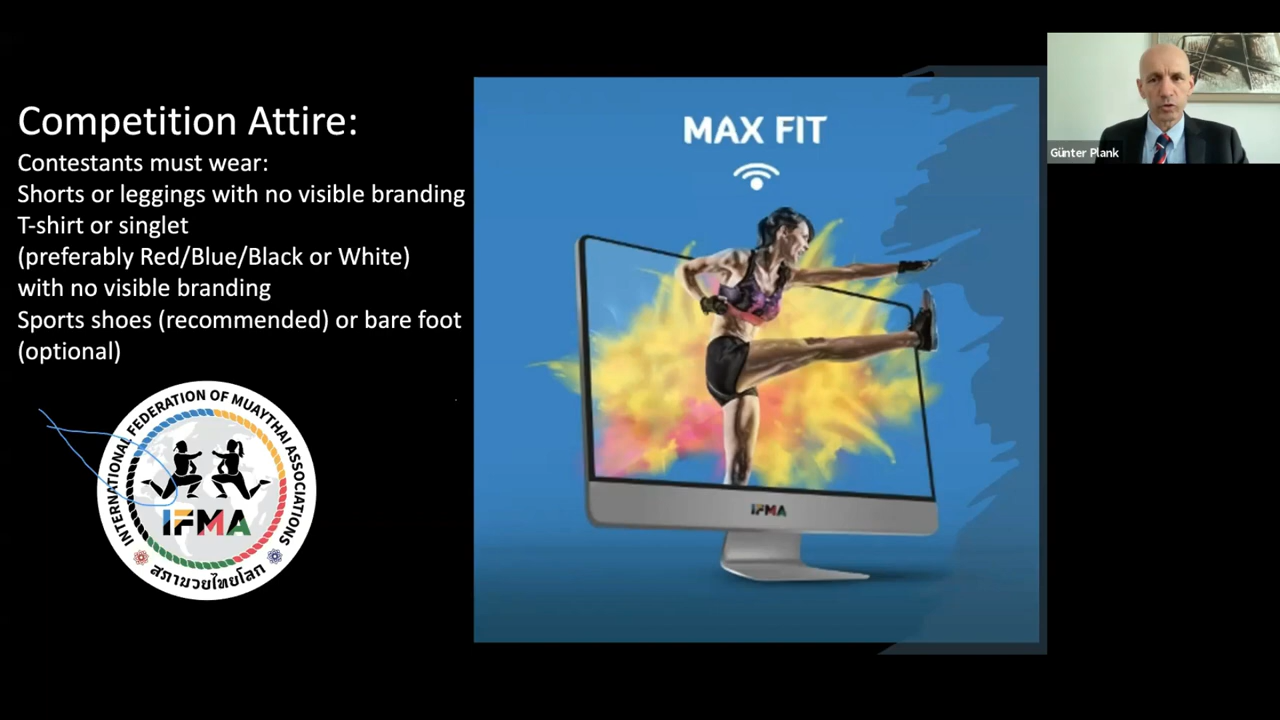 Competition Attire:
Contestants must wear:
Shorts or leggings with no visible branding
T-shirt or singlet
(preferably Red/Blue/Black or White)
with no visible branding
Sports shoes (recommended) or bare foot
(optional)
INTERNATIONAL FEDERATION OF MUAYTHAI ASSOCIATIONS
IFMA
สภามวยไทยโลก
MAX FIT
IFMA
Günter Plank